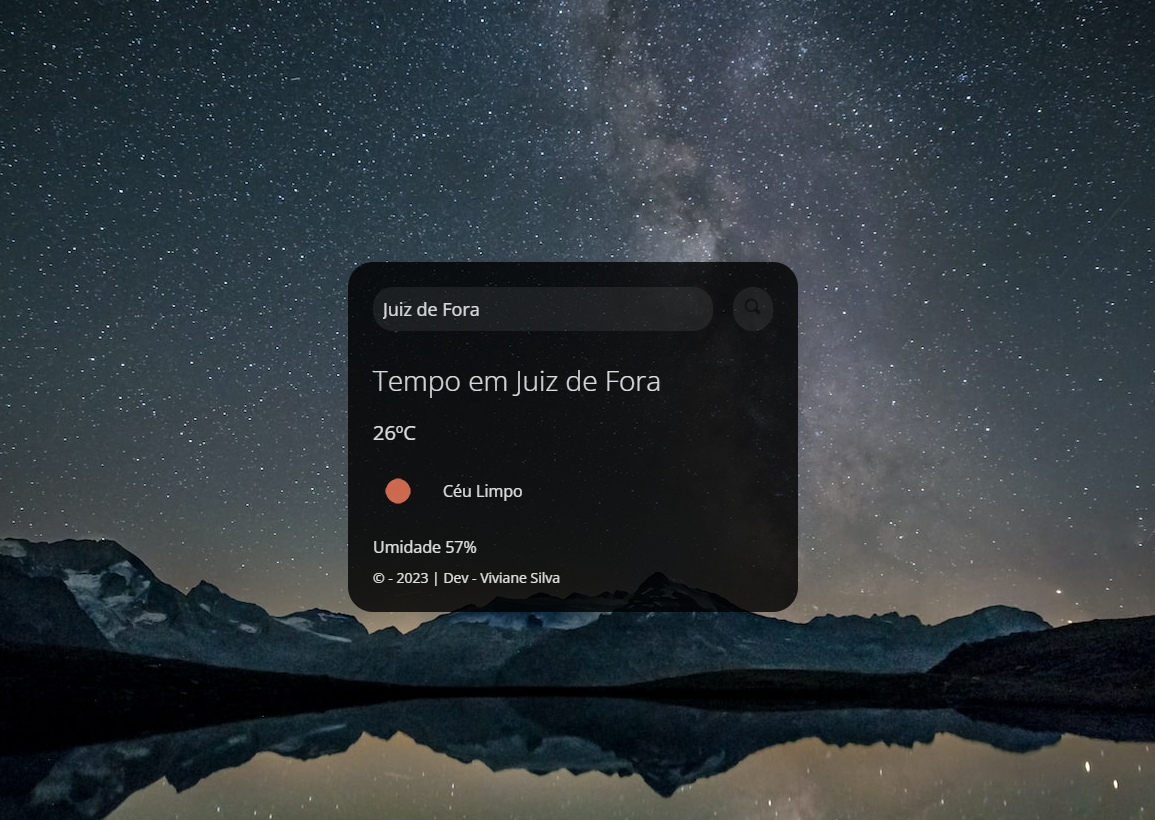 Juiz de Fora
Tempo em Juiz de Fora
26ºC
Céu Limpo
Umidade 57%
© - 2023 | Dev - Viviane Silva